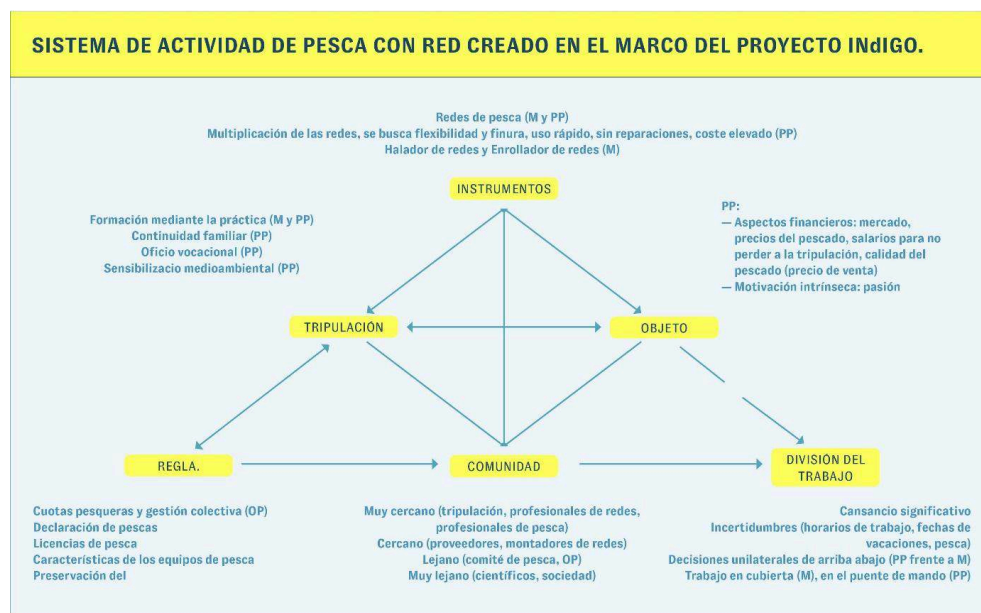 SISTEMA DE ACTIVIDAD DE PESCA CON RED CREADO EN EL MARCO DEL PROYECTO INdIGO.
Redes de pesca (M y PP)
Multiplicación de las redes, se busca flexibilidad y finura, uso rápido, sin reparaciones, coste elevado (PP)
Halador de redes y Enrollador de redes (M)
INSTRUMENTOS
Formación mediante la práctica (M y PP)
Continuidad familiar (PP)
Oficio vocacional (PP)
Sensibilizacio medioambiental (PP)
PP:
— Aspectos financieros: mercado,
precios del pescado, salarios para no
perder a la tripulación, calidad del
pescado (precio de venta)
— Motivación intrínseca: pasión
TRIPULACIÓN
OBJETO
REGLA.
COMUNIDAD
DIVISIÓN DEL
TRABAJO
Cuotas pesqueras y gestión colectiva (OP)
Declaración de pescas
Licencias de pesca
Características de los equipos de pesca
Preservación del
Muy cercano (tripulación, profesionales de redes,
profesionales de pesca)
Cercano (proveedores, montadores de redes)
Lejano (comité de pesca, OP)
Muy lejano (científicos, sociedad)
Cansancio significativo
Incertidumbres (horarios de trabajo, fechas de
vacaciones, pesca)
Decisiones unilaterales de arriba abajo (PP frente a M)
Trabajo en cubierta (M), en el puente de mando (PP)